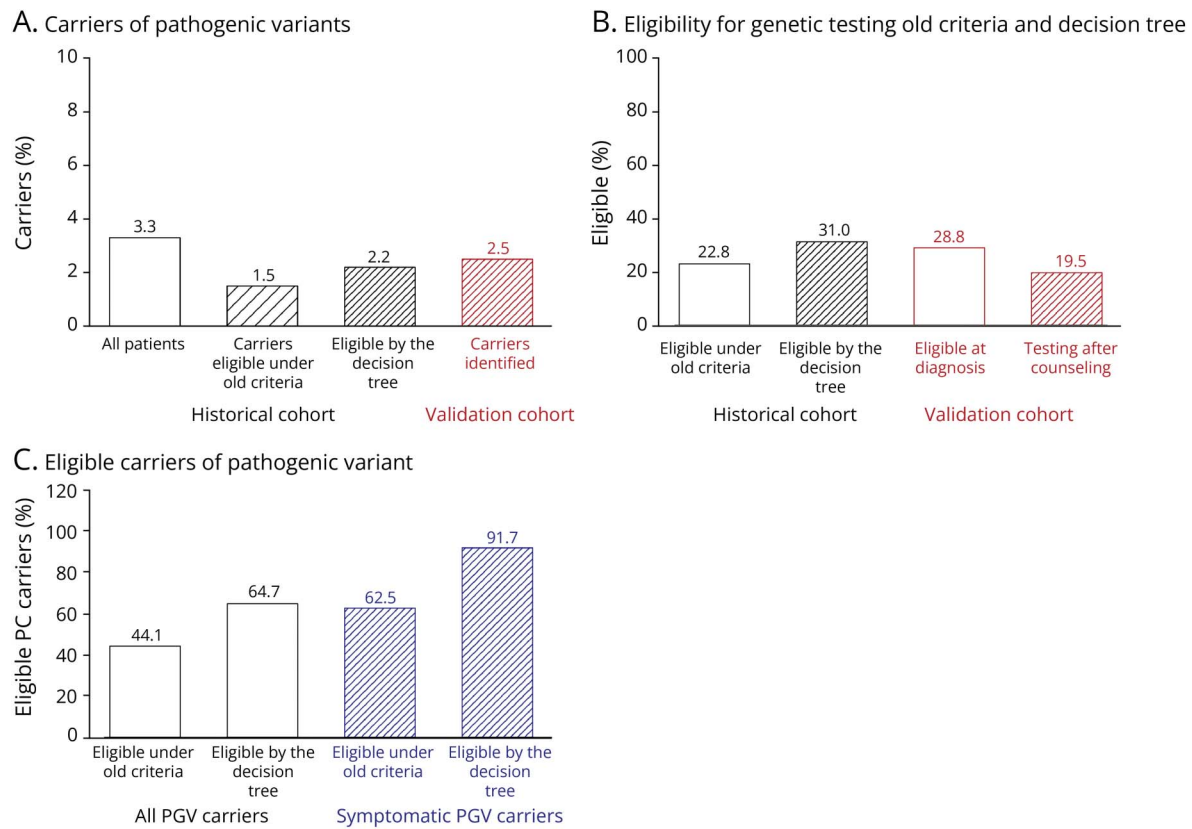 A. Carriers of pathogenic variants
Carriers (%)
10
8
6
4
2
0
3.3
1.5
2.2
2.5
All patients
Carriers
eligible under
old criteria
Eligible by the
decision
tree
Carriers
identified
Historical cohort
Validation cohort
B. Eligibility for genetic testing old criteria and decision tree
Eligible (%)
100
80
60
40
20
0
22.8
31.0
28.8
19.5
Eligible under
old criteria
Eligible by the
decision
tree
Eligible at
diagnosis
Testing after
counseling
Historical cohort
Validation cohort
C. Eligible carriers of pathogenic variant
Eligible PC carriers (%)
120
100
80
60
40
20
0
44.1
64.7
62.5
91.7
Eligible under
old criteria
Eligible by the
decision
tree
Eligible under
old criteria
Eligible by the
decision
tree
All PGV carriers
Symptomatic PGV carriers